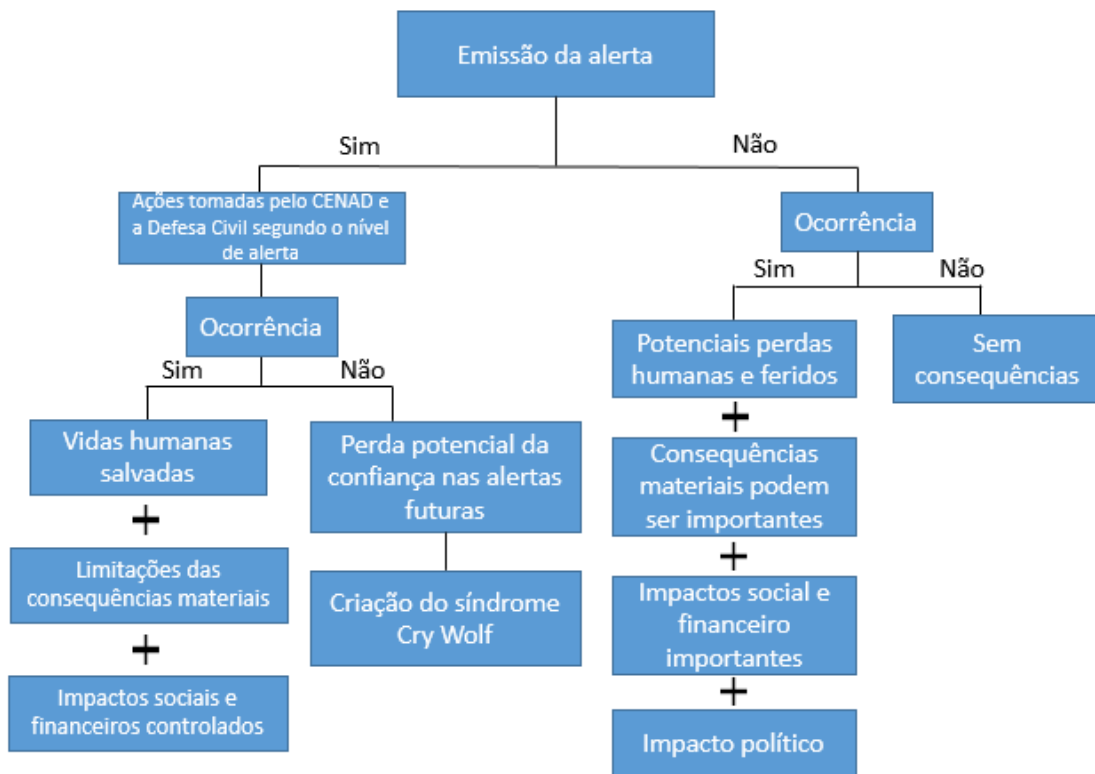 Emissão da alerta
Sim
Não
Ações tomadas pelo CENAD e
a Defesa Civil segundo o nível
de alerta
Ocorrência
Sim
Não
Vidas humanas
salvadas
+
Limitações das
consequências materiais
+
Impactos sociais e
financeiros controlados
Perda potencial da
confiança nas alertas
futuras
Criação do síndrome
Cry Wolf
Ocorrência
Sim
Não
Potenciais perdas
humanas e feridos
+
Consequências
materiais podem
ser importantes
+
Impactos social e
financeiro
importantes
+
Impacto político
Sem
consequências